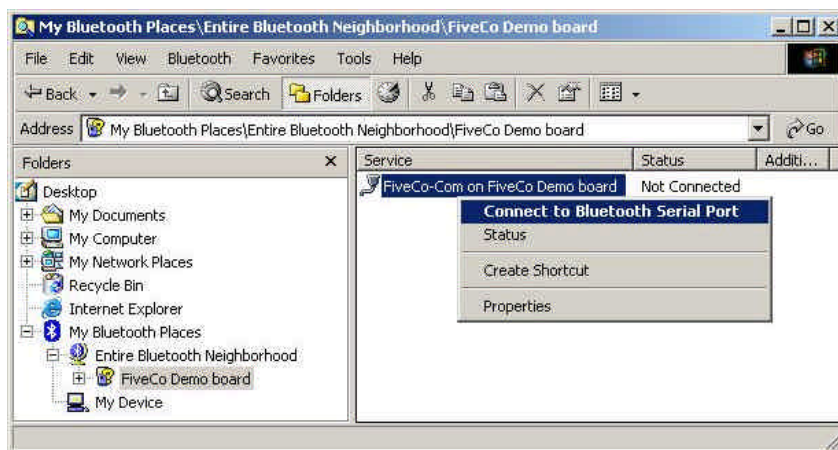 My Bluetooth Places\Entire Bluetooth Neighborhood\FiveCo Demo board
File Edit View Bluetooth Favorites Tools Help
Back Search Folders
Address My Bluetooth Places\Entire Bluetooth Neighborhood\FiveCo Demo board Go
Folders
Service Status Additi...
Desktop
My Documents
My Computer
My Network Places
Recycle Bin
Internet Explorer
My Bluetooth Places
Entire Bluetooth Neighborhood
FiveCo Demo board
My Device
FiveCo-Com on FiveCo Demo board Not Connected
Connect to Bluetooth Serial Port
Status
Create Shortcut
Properties